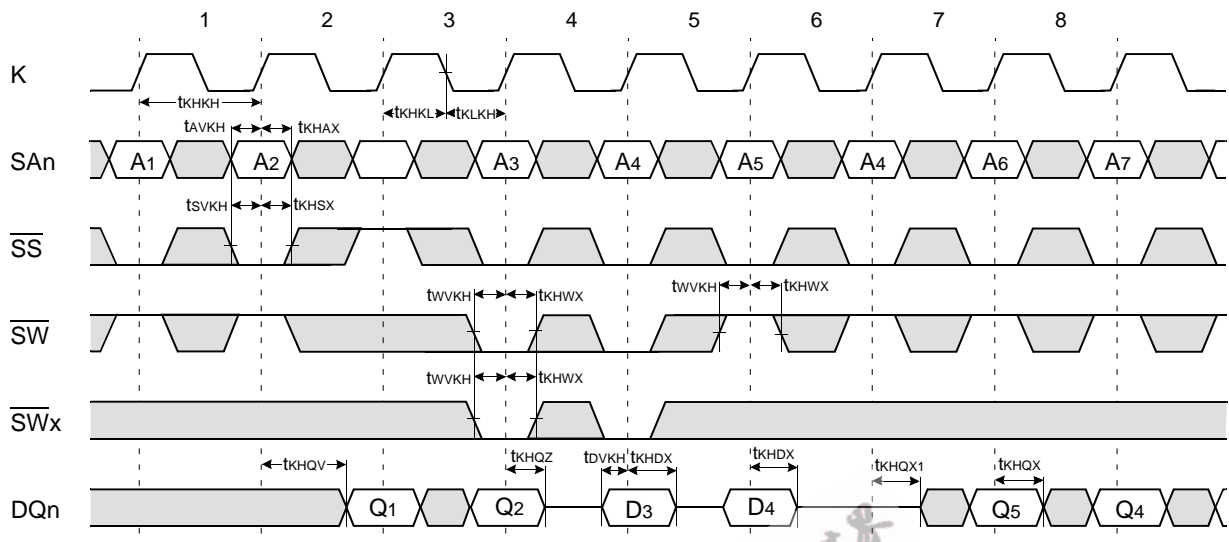 1 2 3 4 5 6 7 8
K
tKHKH tKHKL tKLKH
tAVKH tKHAX
SAn A1 A2 A3 A4 A5 A4 A6 A7
tSVKH tKHSX
SS
tWVKH tKHWX tWVKH tKHWX
SW
tWVKH tKHWX
SWx
tKHQV tKHQZ tDVKH tKHDX tKHDX tKHQX1 tKHQX
DQn Q1 Q2 D3 D4 Q5 Q4